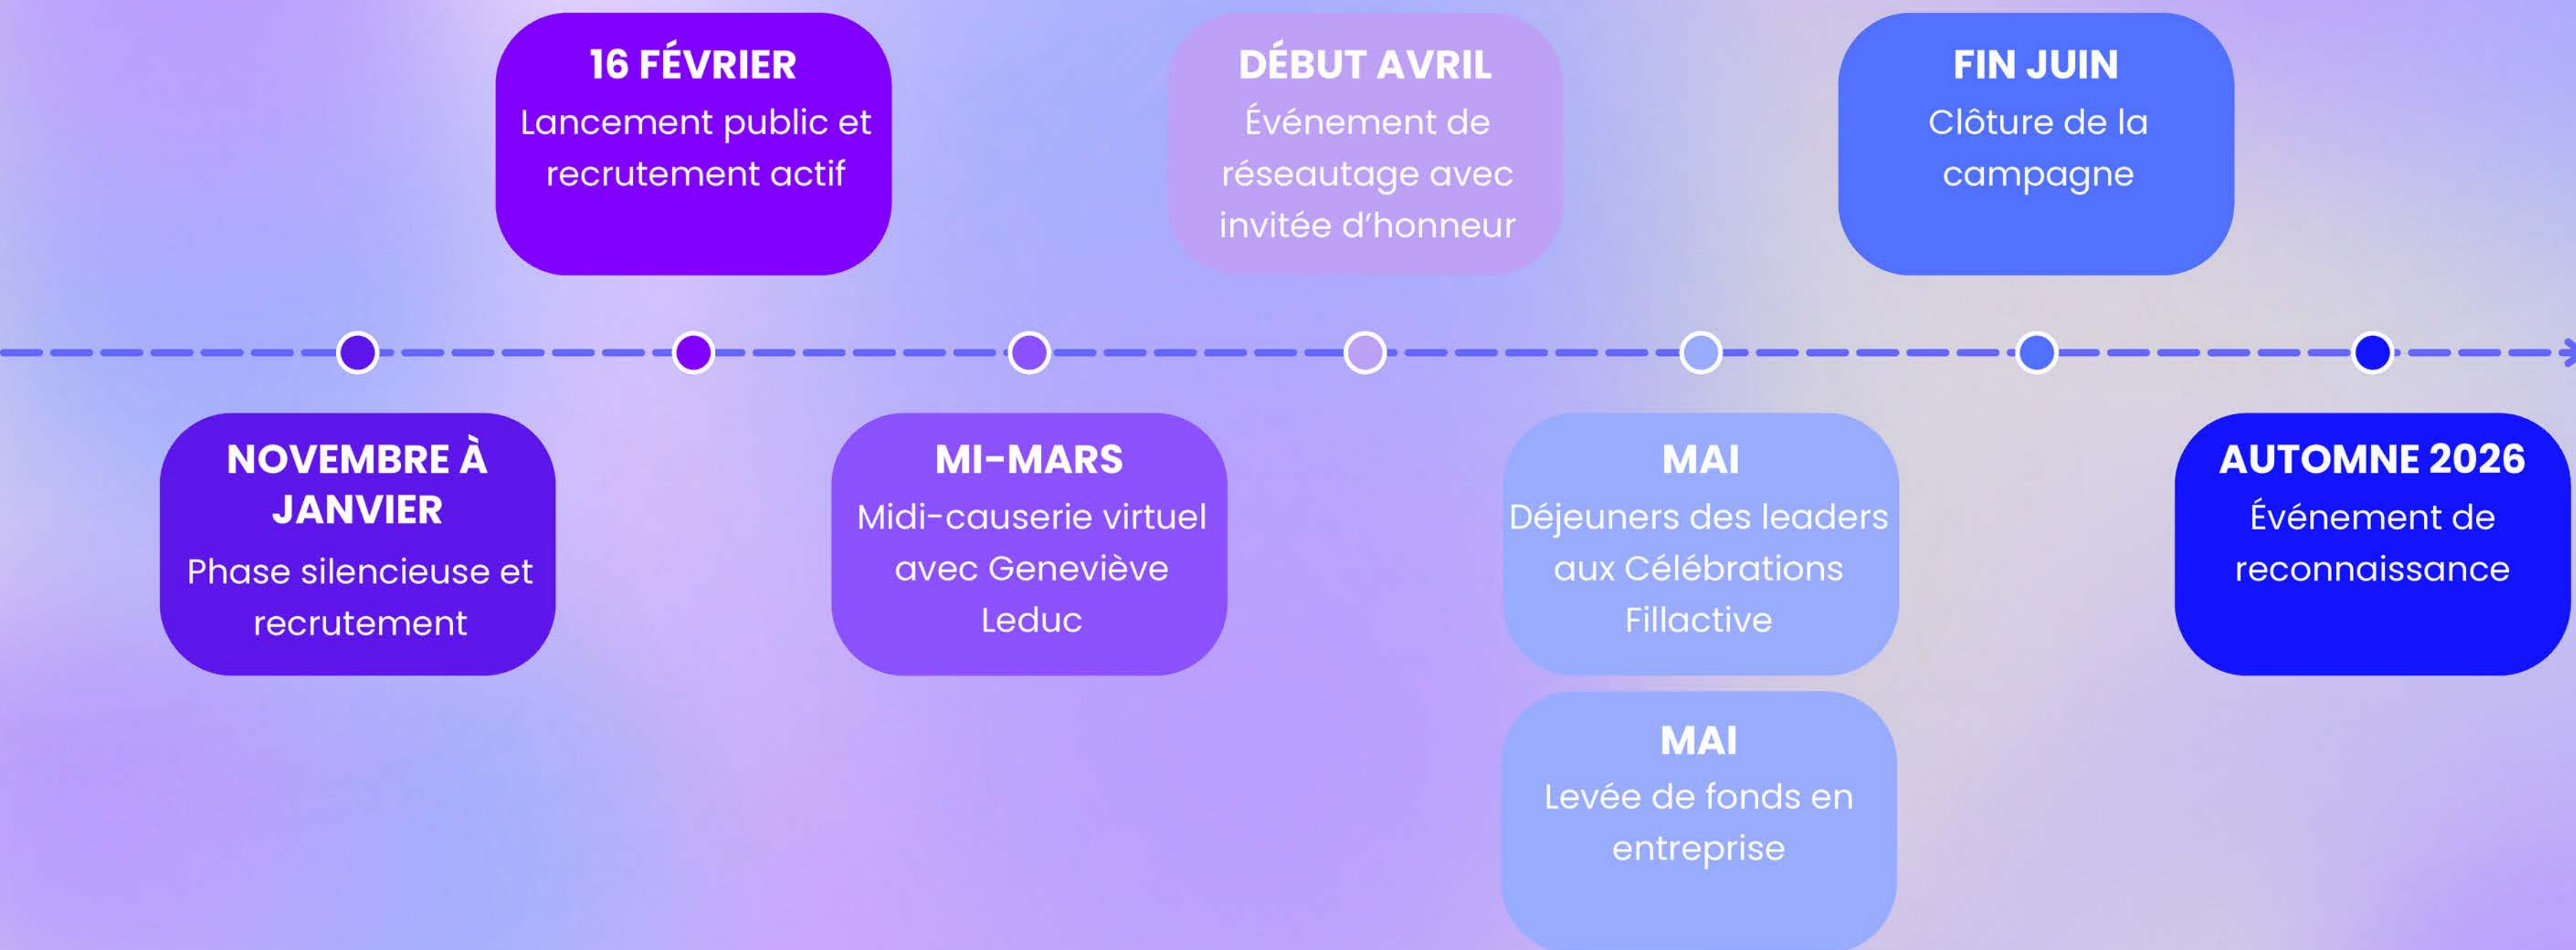 16 FÉVRIER
Lancement public et
recrutement actif
DÉBUT AVRIL
Événement de
réseautage avec
invitée d’honneur
FIN JUIN
Clôture de la
campagne
NOVEMBRE À
JANVIER
Phase silencieuse et
recrutement
MI-MARS
Midi-causerie virtuel
avec Geneviève
Leduc
MAI
Déjeuners des leaders
aux Célébrations
Fillactive
AUTOMNE 2026
Événement de
reconnaissance
MAI
Levée de fonds en
entreprise